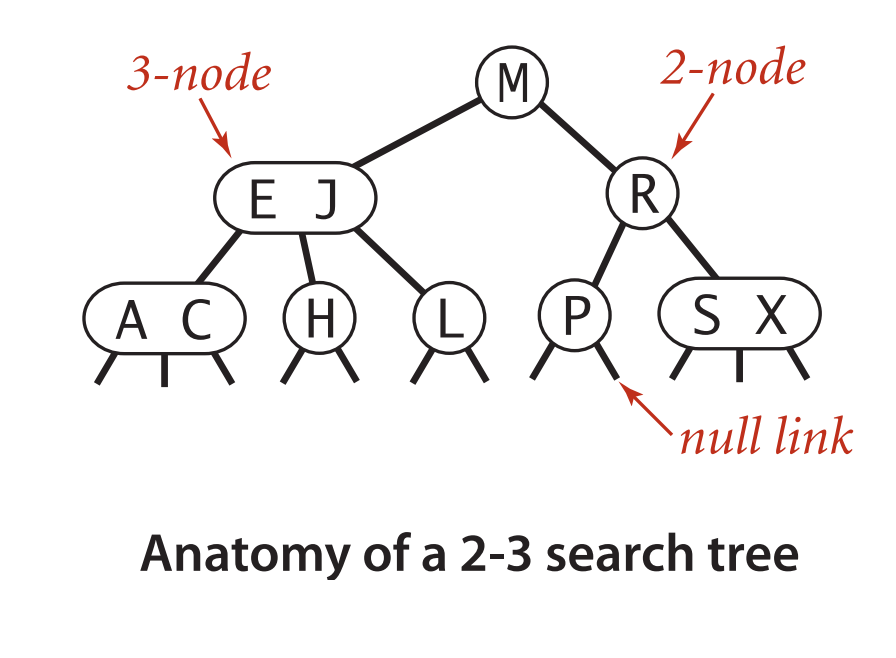 3-node
M
2-node
E J
R
A C
H
L
P
S X
null link
Anatomy of a 2-3 search tree